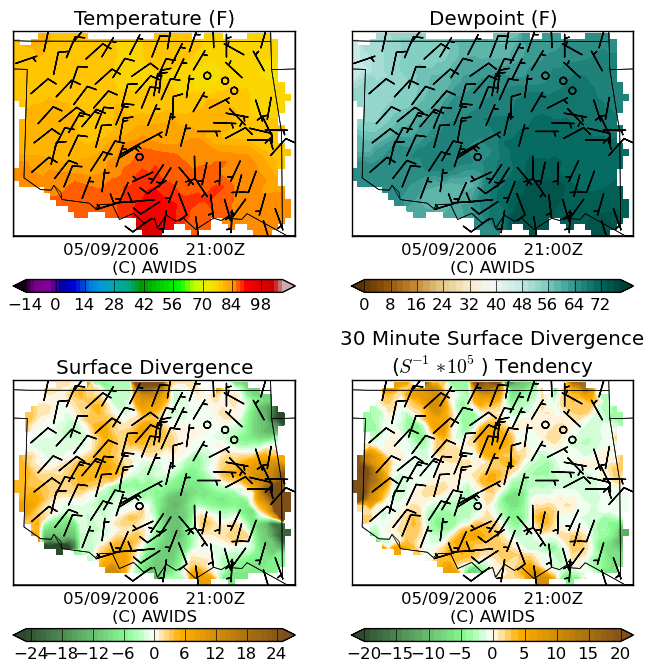 Temperature (F)
Dewpoint (F)
05/09/2006 21:00Z
(C) AWIDS
05/09/2006 21:00Z
(C) AWIDS
−14 0 14 28 42 56 70 84 98
0 8 16 24 32 40 48 56 64 72
Surface Divergence
30 Minute Surface Divergence
(S^{-1} *10^5 ) Tendency
05/09/2006 21:00Z
(C) AWIDS
05/09/2006 21:00Z
(C) AWIDS
−24−18−12 −6 0 6 12 18 24
−20−15−10 −5 0 5 10 15 20